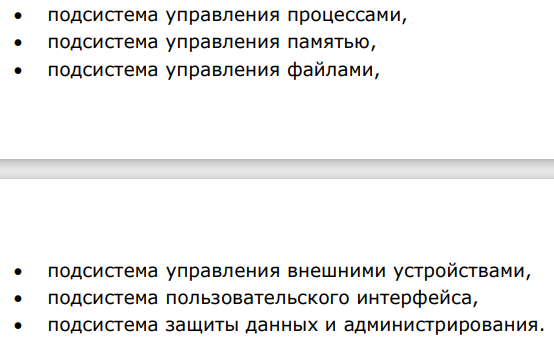 • подсистема управления процессами,
• подсистема управления памятью,
• подсистема управления файлами,
• подсистема управления внешними устройствами,
• подсистема пользовательского интерфейса,
• подсистема защиты данных и администрирования.